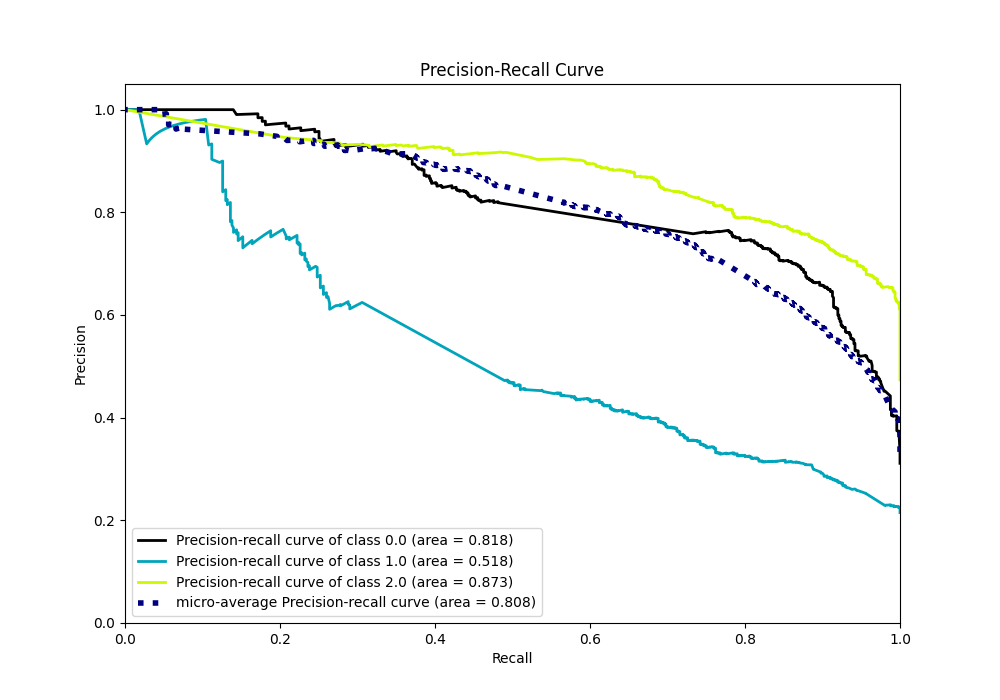 Precision-Recall Curve
1.0
0.8
0.6
0.4
0.2
0.0
Precision
Precision-recall curve of class 0.0 (area = 0.818)
Precision-recall curve of class 1.0 (area = 0.518)
Precision-recall curve of class 2.0 (area = 0.873)
micro-average Precision-recall curve (area = 0.808)
0.0 0.2 0.4 0.6 0.8 1.0
Recall